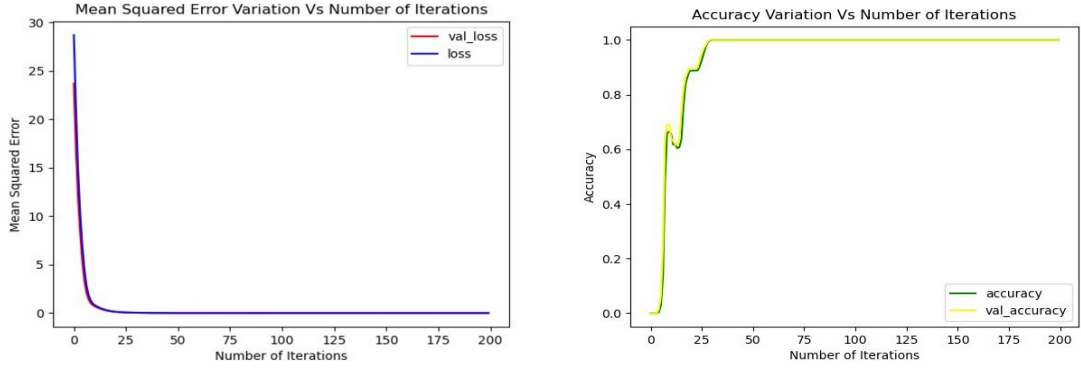 Mean Squared Error Variation Vs Number of Iterations
30
25
20
15
10
5
0
Mean Squared Error
val_loss
loss
0 25 50 75 100 125 150 175 200
Number of Iterations
Accuracy Variation Vs Number of Iterations
1.0
0.8
0.6
0.4
0.2
0.0
Accuracy
accuracy
val_accuracy
0 25 50 75 100 125 150 175 200
Number of Iterations